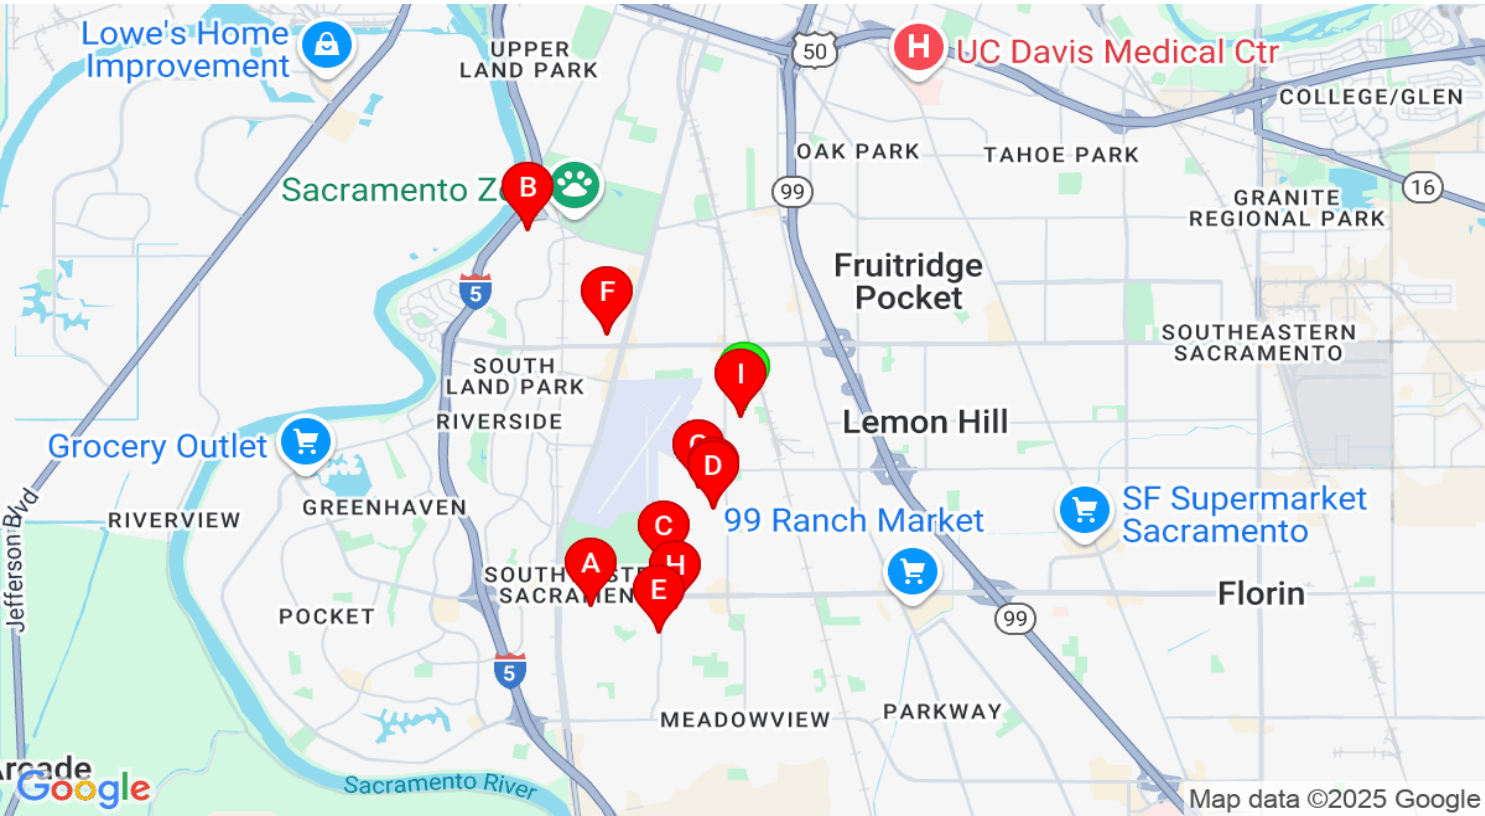 Lowe's Home
Improvement
UPPER
LAND PARK
50
H
UC Davis Medical Ctr
COLLEGE/GLEN
OAK PARK
TAHOE PARK
99
16
Sacramento Z
B
GRANITE
REGIONAL PARK
Fruitridge
Pocket
5
F
SOUTHEASTERN
SACRAMENTO
SOUTH
LAND PARK
I
RIVERSIDE
Lemon Hill
Grocery Outlet
D
GREENHAVEN
RIVERVIEW
Jefferson Blvd
C
99 Ranch Market
SF Supermarket
Sacramento
A
H
SOUTH
SACRAMEN
E
Florin
POCKET
99
5
MEADOWVIEW
PARKWAY
Arcade
Google
Sacramento River
Map data ©2025 Google